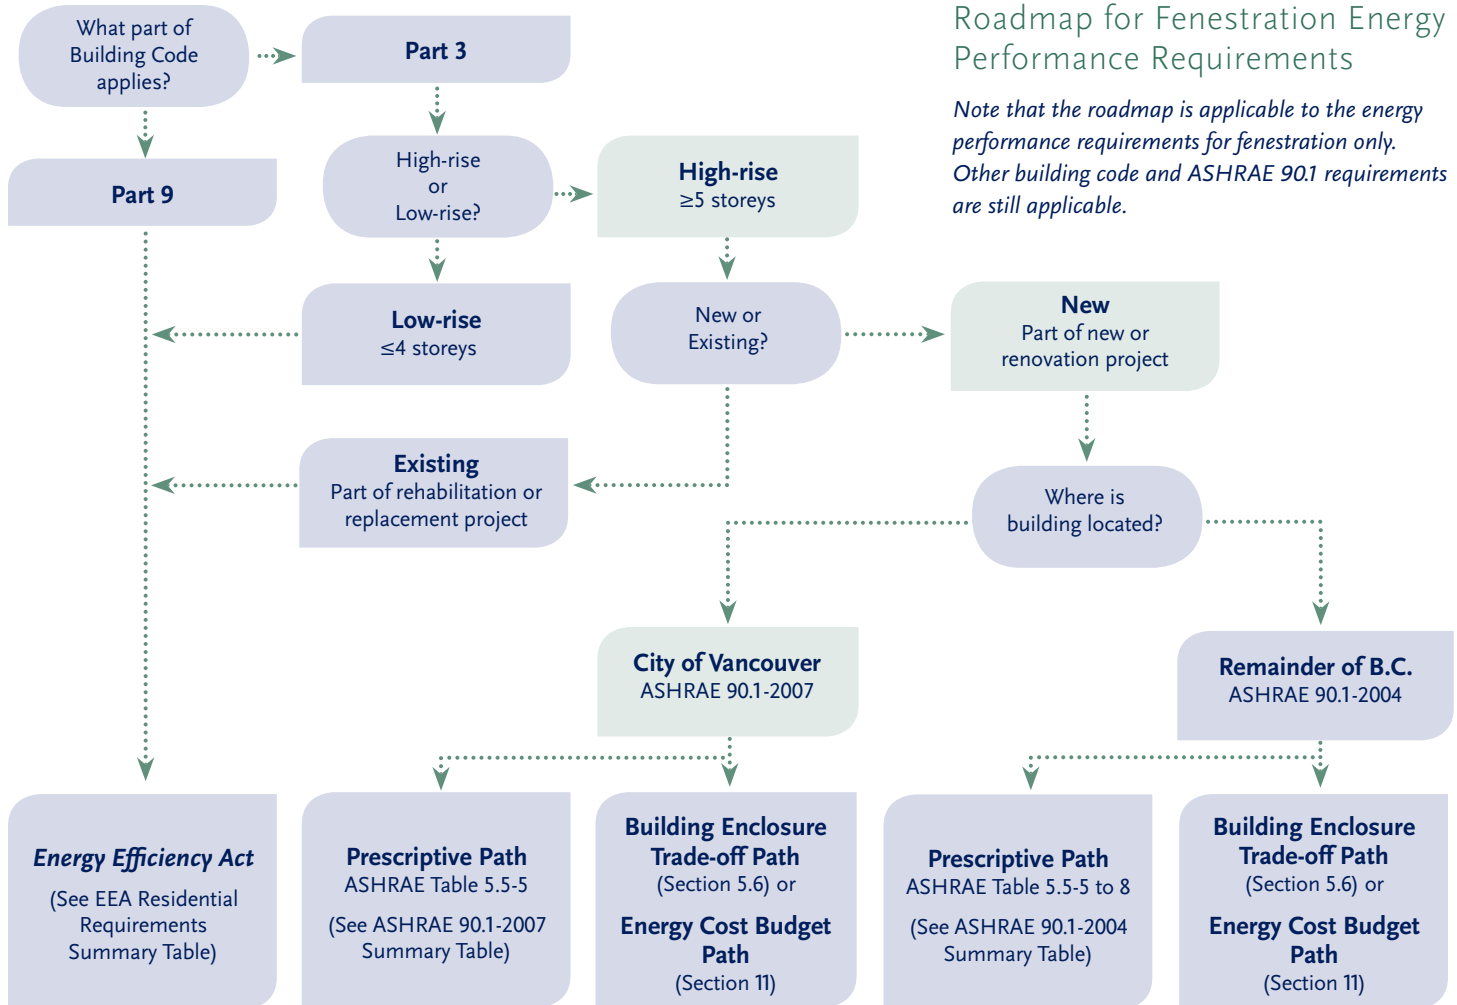 Roadmap for Fenestration Energy
Performance Requirements
Note that the roadmap is applicable to the energy
performance requirements for fenestration only.
Other building code and ASHRAE 90.1 requirements
are still applicable.
What part of
Building Code
applies?
Part 3
Part 9
High-rise
or
Low-rise?
High-rise
≥5 storeys
Low-rise
≤4 storeys
New or
Existing?
New
Part of new or
renovation project
Existing
Part of rehabilitation or
replacement project
Where is
building located?
City of Vancouver
ASHRAE 90.1-2007
Remainder of B.C.
ASHRAE 90.1-2004
Energy Efficiency Act
(See EEA Residential
Requirements
Summary Table)
Prescriptive Path
ASHRAE Table 5.5-5
(See ASHRAE 90.1-2007
Summary Table)
Building Enclosure
Trade-off Path
(Section 5.6) or
Energy Cost Budget
Path
(Section 11)
Prescriptive Path
ASHRAE Table 5.5-5 to 8
(See ASHRAE 90.1-2004
Summary Table)
Building Enclosure
Trade-off Path
(Section 5.6) or
Energy Cost Budget
Path
(Section 11)